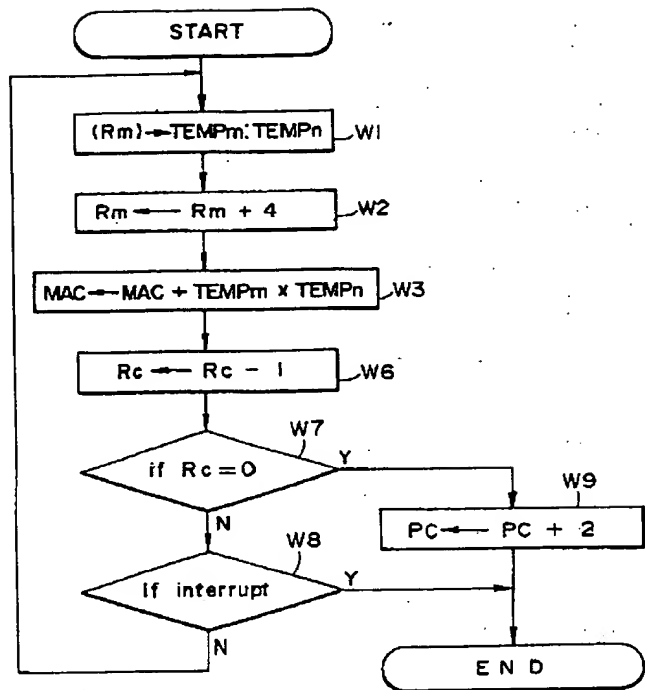 START
(Rm)→TEMPm:TEMPn
W1
Rm ← Rm + 4
W2
MAC ← MAC + TEMPm x TEMPn
W3
Rc ← Rc - 1
W6
if Rc = 0
W7
Y
N
W9
PC ← PC + 2
If interrupt
W8
Y
N
END